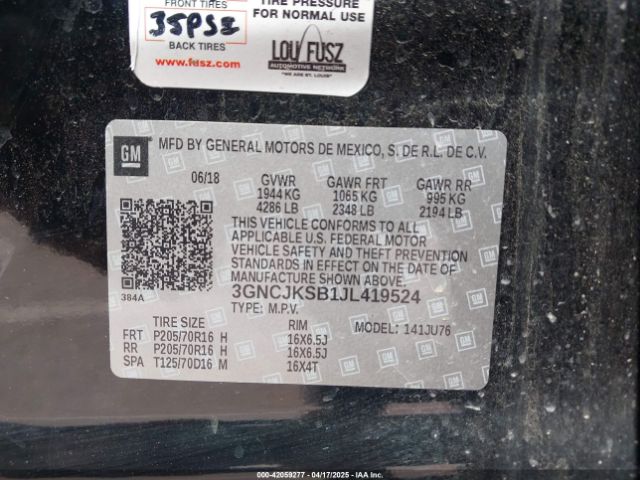 FRONT TIRES
35PSI
BACK TIRES
www.fusz.com
TIRE PRESSURE
FOR NORMAL USE
LOU FUSZ
AUTOMOTIVE NETWORK
"WE ARE ST. LOUIS"
GM
MFD BY GENERAL MOTORS DE MEXICO, S. DE R.L. DE C.V.
06/18 GVWR GAWR FRT GAWR RR
1944 KG 1065 KG 995 KG
4286 LB 2348 LB 2194 LB
THIS VEHICLE CONFORMS TO ALL
APPLICABLE U.S. FEDERAL MOTOR
VEHICLE SAFETY AND THEFT PREVENTION
STANDARDS IN EFFECT ON THE DATE OF
MANUFACTURE SHOWN ABOVE.
384A
3GNCJKSB1JL419524
TYPE: M.P.V.
TIRE SIZE RIM MODEL: 141JU76
FRT P205/70R16 H 16X6.5J
RR P205/70R16 H 16X6.5J
SPA T125/70D16 M 16X4T
000-42059277 - 04/17/2025 - IAA Inc.